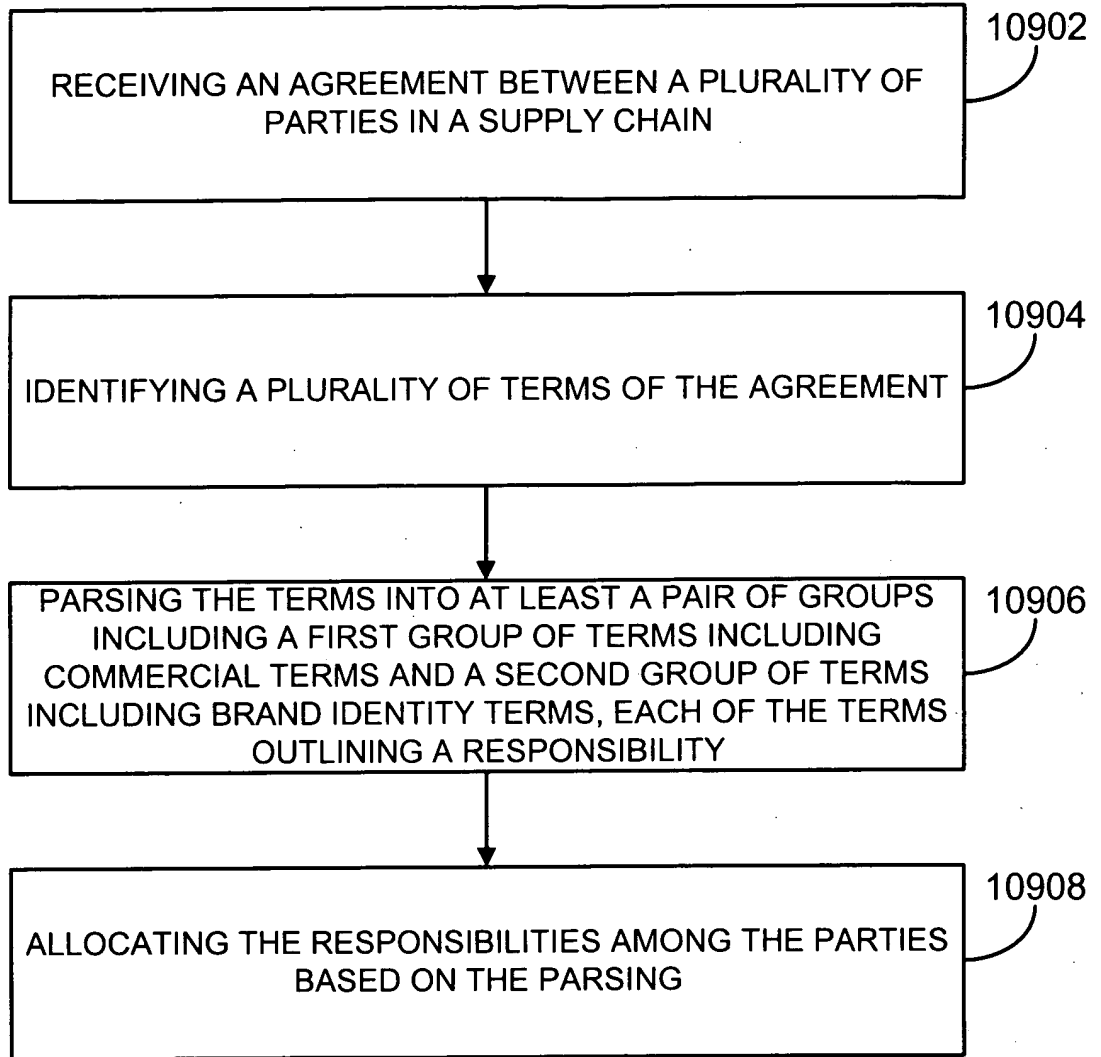 10902
RECEIVING AN AGREEMENT BETWEEN A PLURALITY OF
PARTIES IN A SUPPLY CHAIN
10904
IDENTIFYING A PLURALITY OF TERMS OF THE AGREEMENT
10906
PARSING THE TERMS INTO AT LEAST A PAIR OF GROUPS
INCLUDING A FIRST GROUP OF TERMS INCLUDING
COMMERCIAL TERMS AND A SECOND GROUP OF TERMS
INCLUDING BRAND IDENTITY TERMS, EACH OF THE TERMS
OUTLINING A RESPONSIBILITY
10908
ALLOCATING THE RESPONSIBILITIES AMONG THE PARTIES
BASED ON THE PARSING